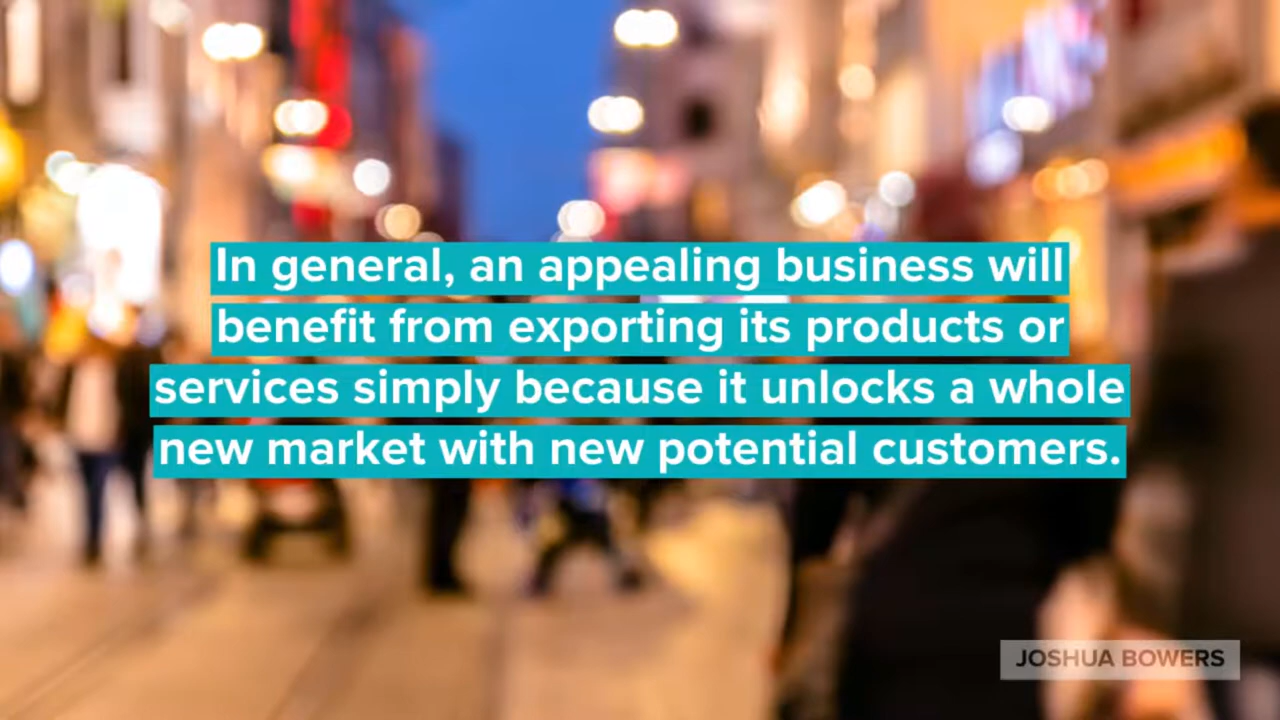 In general, an appealing business will
benefit from exporting its products or
services simply because it unlocks a whole
new market with new potential customers.
JOSHUA BOWERS